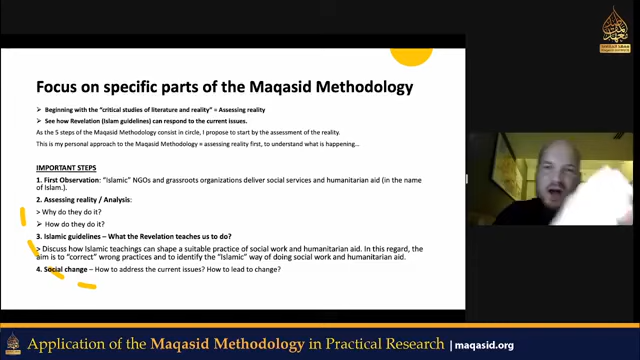 Focus on specific parts of the Maqasid Methodology
➢ Beginning with the "critical studies of literature and reality" = Assessing reality
➢ See how Revelation (Islam guidelines) can respond to the current issues.
As the 5 steps of the Maqasid Methodology consist in circle, I propose to start by the assessment of the reality.
This is my personal approach to the Maqasid Methodology = assessing reality first, to understand what is happening…
IMPORTANT STEPS
1. First Observation: "Islamic" NGOs and grassroots organizations deliver social services and humanitarian aid (in the name
of Islam.).
2. Assessing reality / Analysis:
> Why do they do it?
➢ How do they do it?
3. Islamic guidelines – What the Revelation teaches us to do?
> Discuss how Islamic teachings can shape a suitable practice of social work and humanitarian aid. In this regard, the
aim is to "correct" wrong practices and to identify the "Islamic" way of doing social work and humanitarian aid.
4. Social change – How to address the current issues? How to lead to change?
Application of the Maqasid Methodology in Practical Research | maqasid.org